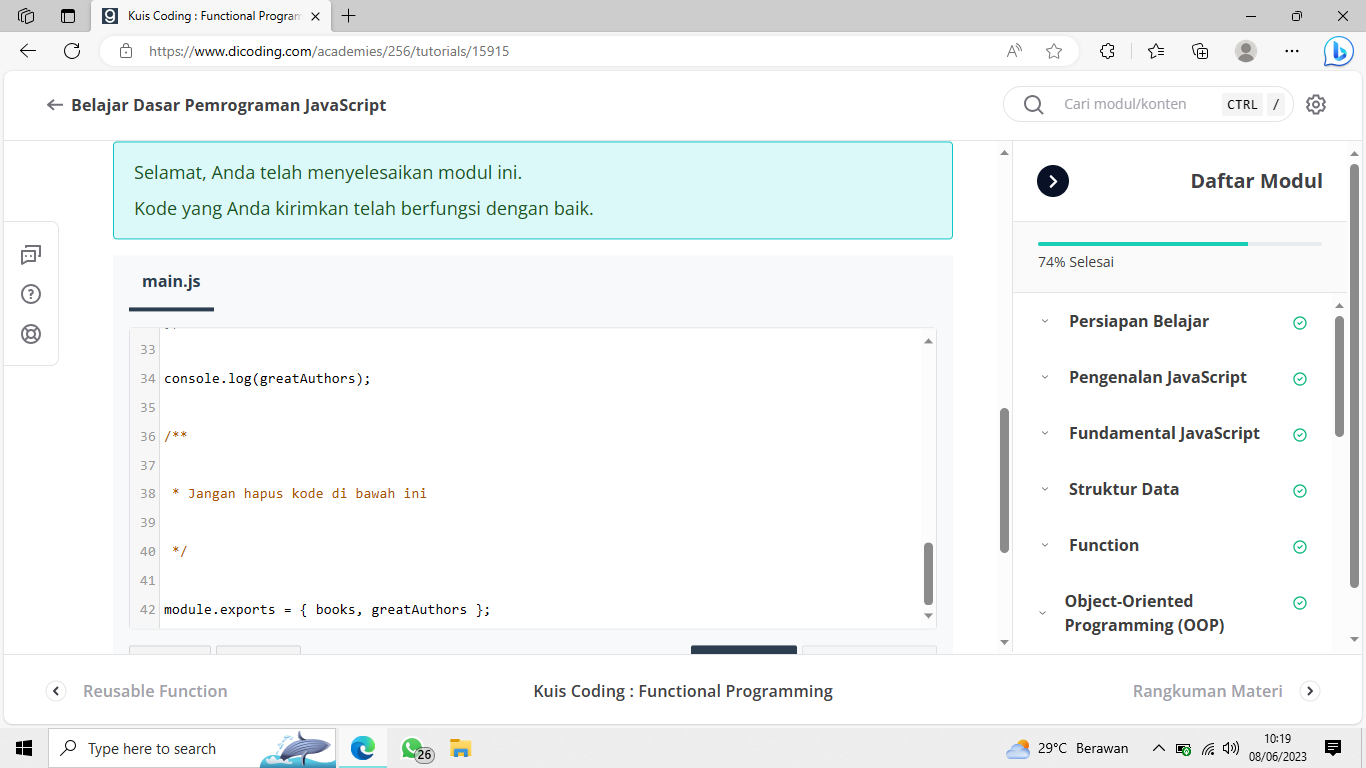 Kuis Coding : Functional Program
https://www.dicoding.com/academies/256/tutorials/15915
Belajar Dasar Pemrograman JavaScript
Cari modul/konten
CTRL
/
Selamat, Anda telah menyelesaikan modul ini.
Kode yang Anda kirimkan telah berfungsi dengan baik.
main.js
33
34 console.log(greatAuthors);
35
36 /**
37
38 * Jangan hapus kode di bawah ini
39
40 */
41
42 module.exports = { books, greatAuthors };
Daftar Modul
74% Selesai
Persiapan Belajar
Pengenalan JavaScript
Fundamental JavaScript
Struktur Data
Function
Object-Oriented
Programming (OOP)
Reusable Function
Kuis Coding : Functional Programming
Rangkuman Materi
Type here to search
26
29°C Berawan
10:19
08/06/2023